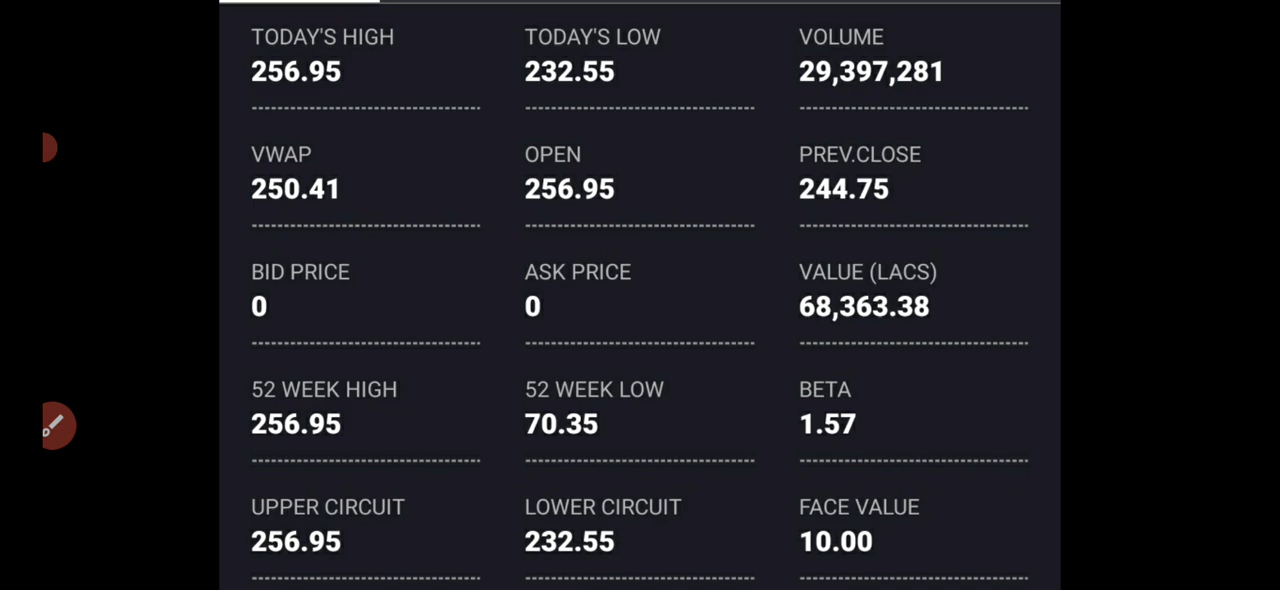 TODAY'S HIGH TODAY'S LOW VOLUME
256.95 232.55 29,397,281
VWAP OPEN PREV.CLOSE
250.41 256.95 244.75
BID PRICE ASK PRICE VALUE (LACS)
0 0 68,363.38
52 WEEK HIGH 52 WEEK LOW BETA
256.95 70.35 1.57
UPPER CIRCUIT LOWER CIRCUIT FACE VALUE
256.95 232.55 10.00